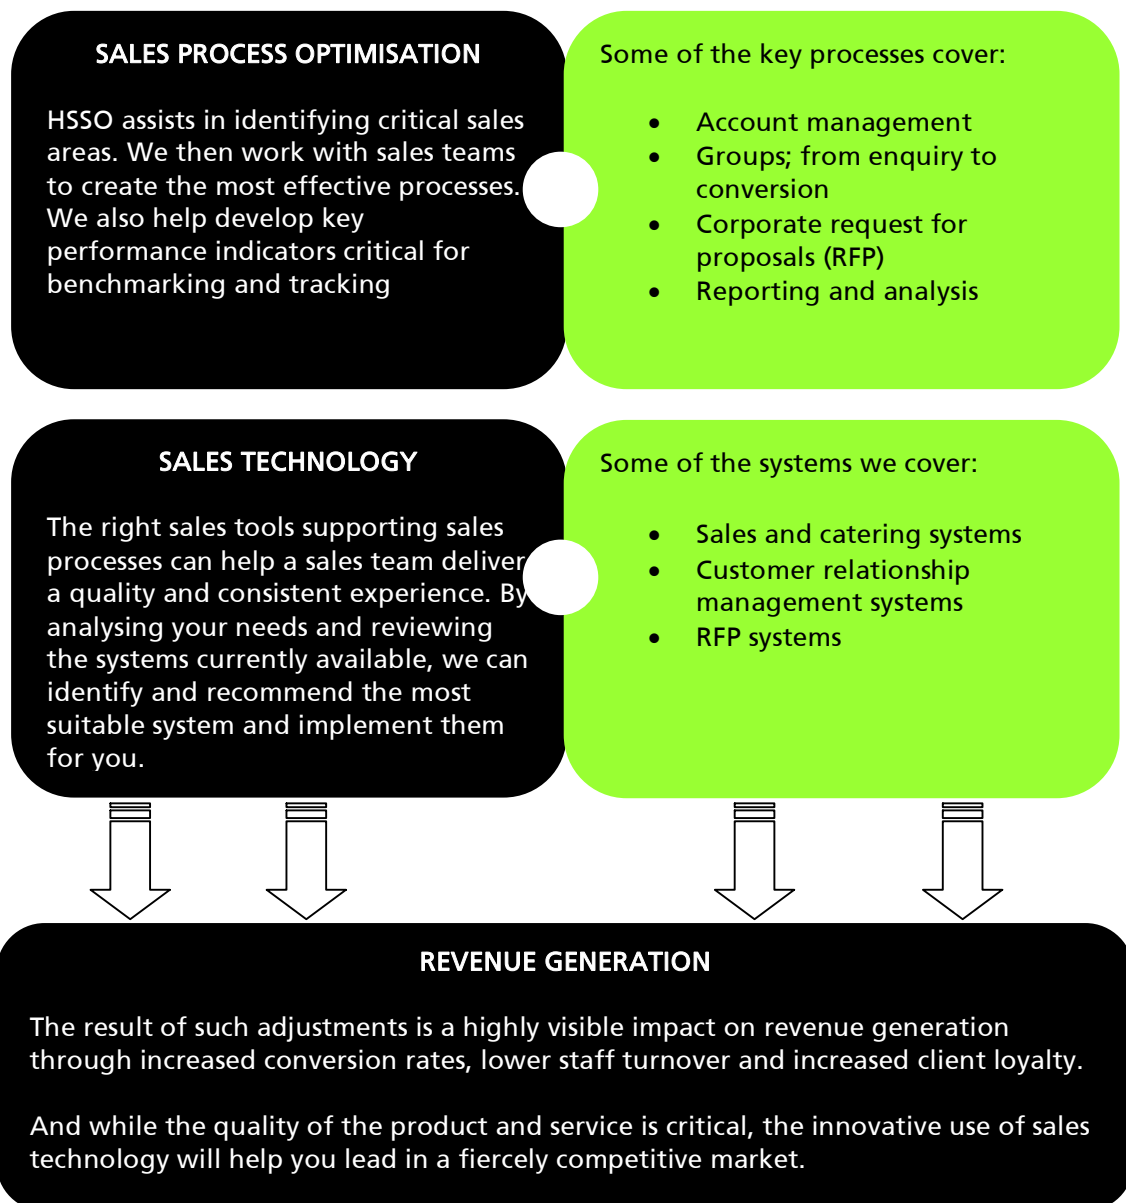 SALES PROCESS OPTIMISATION
HSSO assists in identifying critical sales
areas. We then work with sales teams
to create the most effective processes.
We also help develop key
performance indicators critical for
benchmarking and tracking
Some of the key processes cover:
• Account management
• Groups; from enquiry to
conversion
• Corporate request for
proposals (RFP)
• Reporting and analysis
SALES TECHNOLOGY
The right sales tools supporting sales
processes can help a sales team deliver
a quality and consistent experience. By
analysing your needs and reviewing
the systems currently available, we can
identify and recommend the most
suitable system and implement them
for you.
Some of the systems we cover:
• Sales and catering systems
• Customer relationship
management systems
• RFP systems
REVENUE GENERATION
The result of such adjustments is a highly visible impact on revenue generation
through increased conversion rates, lower staff turnover and increased client loyalty.
And while the quality of the product and service is critical, the innovative use of sales
technology will help you lead in a fiercely competitive market.